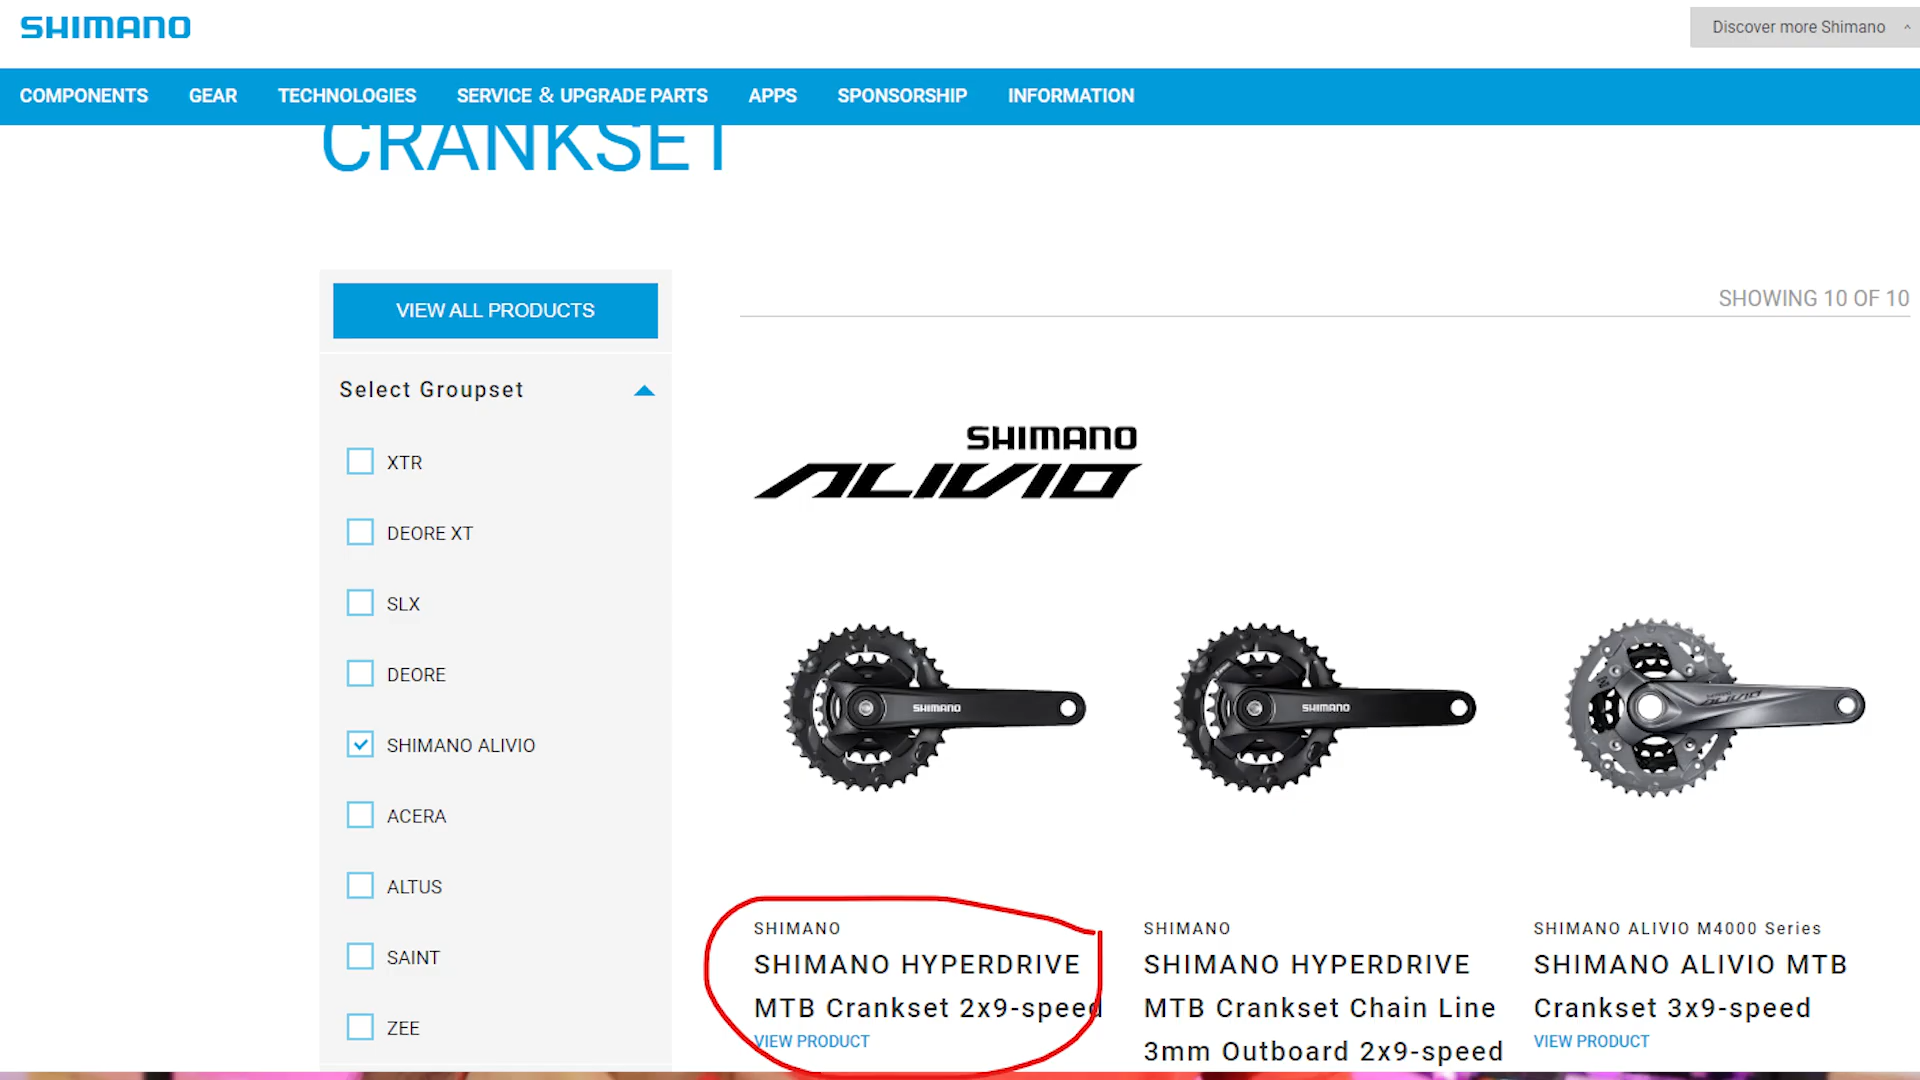 SHIMANO
Discover more Shimano
COMPONENTS GEAR TECHNOLOGIES SERVICE & UPGRADE PARTS APPS SPONSORSHIP INFORMATION
CRANKSET
VIEW ALL PRODUCTS
SHOWING 10 OF 10
Select Groupset
XTR
DEORE XT
SLX
DEORE
SHIMANO ALIVIO
ACERA
ALTUS
SAINT
ZEE
SHIMANO
ALIVIO
SHIMANO
SHIMANO
ALIVIO
SHIMANO
SHIMANO HYPERDRIVE
MTB Crankset 2x9-speed
VIEW PRODUCT
SHIMANO
SHIMANO HYPERDRIVE
MTB Crankset Chain Line
3mm Outboard 2x9-speed
SHIMANO ALIVIO M4000 Series
SHIMANO ALIVIO MTB
Crankset 3x9-speed
VIEW PRODUCT